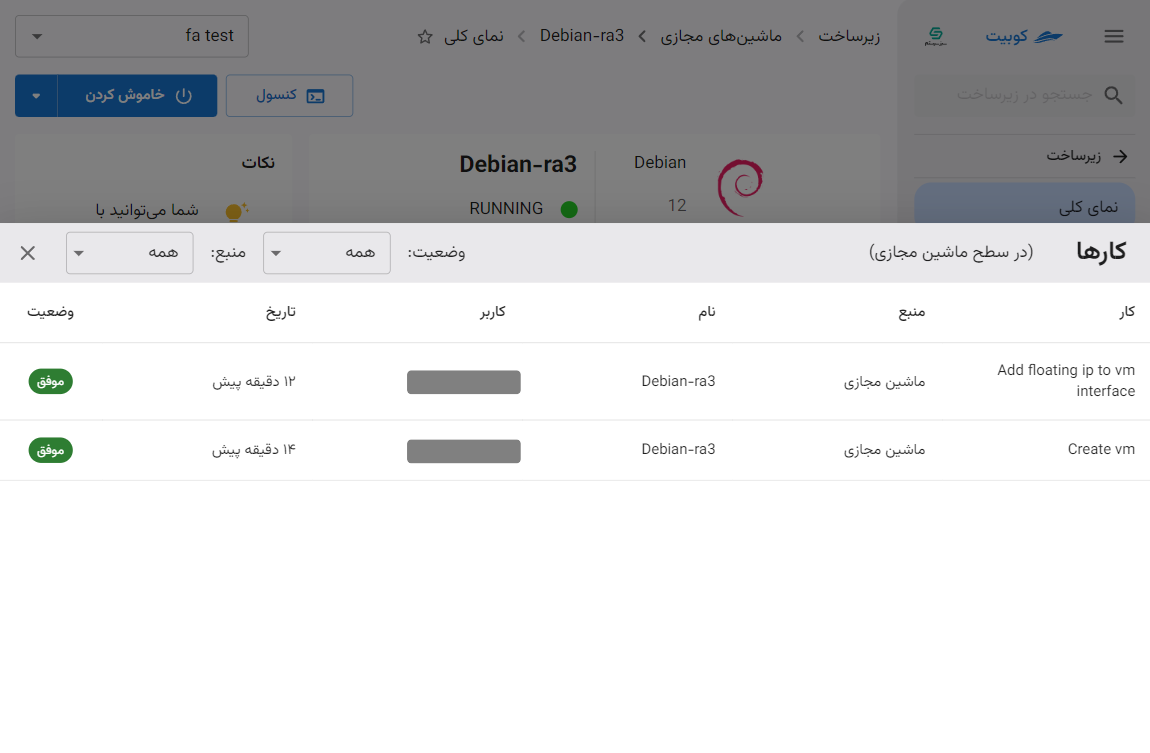 کوبیت
زیرساخت
ماشین‌های مجازی
Debian-ra3
نمای کلی
fa test
جستجو در زیرساخت
کنسول
خاموش کردن
زیرساخت
نمای کلی
Debian
12
Debian-ra3
RUNNING
نکات
شما می‌توانید با
کارها
(در سطح ماشین مجازی)
وضعیت: همه
منبع: همه
کار منبع نام کاربر تاریخ وضعیت
Add floating ip to vm
interface
ماشین مجازی
Debian-ra3
۱۲ دقیقه پیش
موفق
Create vm
ماشین مجازی
Debian-ra3
۱۴ دقیقه پیش
موفق